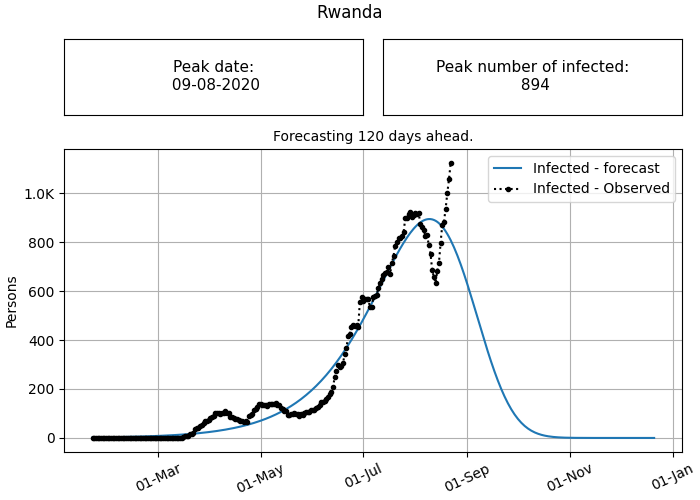 Rwanda
Peak date:
09-08-2020
Peak number of infected:
894
Forecasting 120 days ahead.
Infected - forecast
Infected - Observed
1.0K
800
600
400
200
0
Persons
01-Mar
01-May
01-Jul
01-Sep
01-Nov
01-Jan